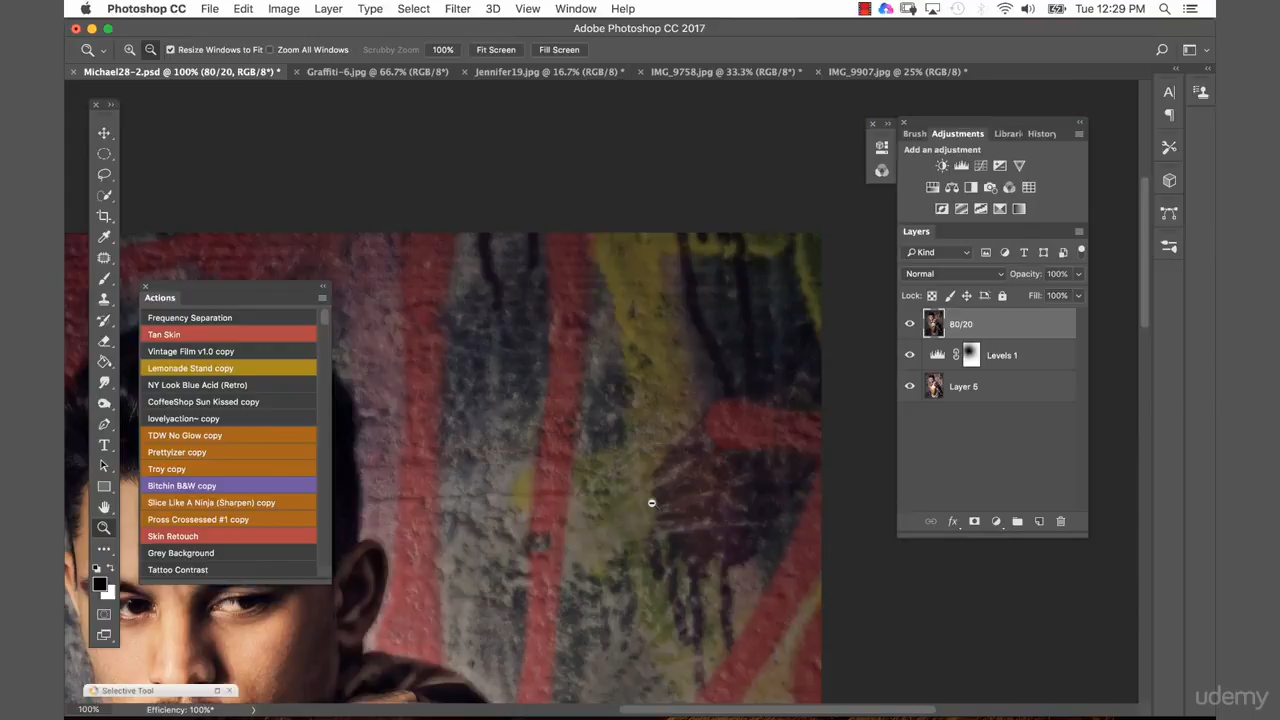 Photoshop CC File Edit Image Layer Type Select Filter 3D View Window Help Tue 12:29 PM
Adobe Photoshop CC 2017
Resize Windows to Fit Zoom All Windows Scrubby Zoom 100% Fit Screen Fill Screen
Michael28-2.psd @ 100% (80/20, RGB/8*) * Graffiti-6.jpg @ 66.7% (RGB/8*) Jennifer19.jpg @ 16.7% (RGB/8) * IMG_9758.jpg @ 33.3% (RGB/8*) * IMG_9907.jpg @ 25% (RGB/8*) *
Brush Adjustments Librari History
Add an adjustment
Layers
Kind
Normal Opacity: 100%
Lock: Fill: 100%
80/20
Levels 1
Layer 5
Actions
Frequency Separation
Tan Skin
Vintage Film v1.0 copy
Lemonade Stand copy
NY Look Blue Acid (Retro)
CoffeeShop Sun Kissed copy
lovelyaction~ copy
TDW No Glow copy
Prettyizer copy
Troy copy
Bitchin B&W copy
Slice Like A Ninja (Sharpen) copy
Pross Crossessed #1 copy
Skin Retouch
Grey Background
Tattoo Contrast
Selective Tool
100% Efficiency: 100%*
udemy